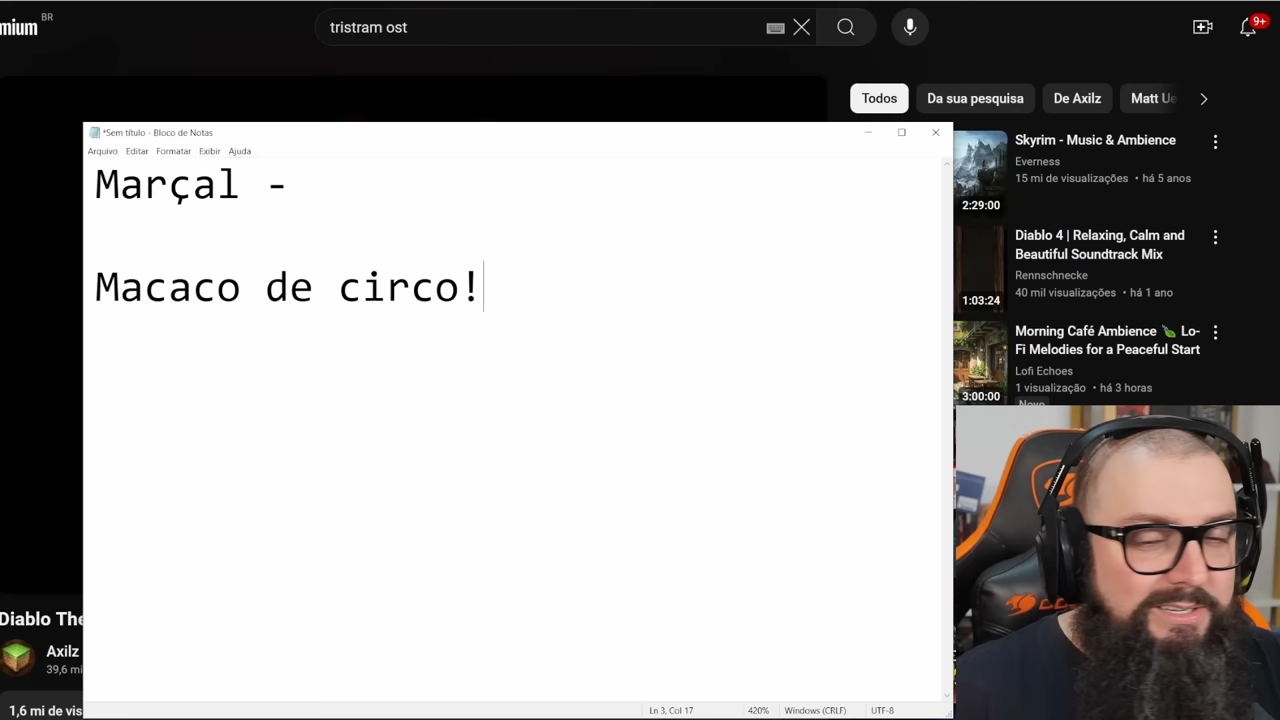 mium BR
tristram ost
9+
Todos
Da sua pesquisa
De Axilz
Matt Ue
*Sem título - Bloco de Notas
Arquivo Editar Formatar Exibir Ajuda
Marçal -
Macaco de circo!
Ln 3, Col 17
420%
Windows (CRLF)
UTF-8
Skyrim - Music & Ambience
Everness
15 mi de visualizações • há 5 anos
2:29:00
Diablo 4 | Relaxing, Calm and
Beautiful Soundtrack Mix
Rennschnecke
40 mil visualizações • há 1 ano
1:03:24
Morning Café Ambience 🍃 Lo-
Fi Melodies for a Peaceful Start
Lofi Echoes
1 visualização • há 3 horas
3:00:00
Novo
Diablo The
Axilz
39,6 mi
1,6 mi de vis